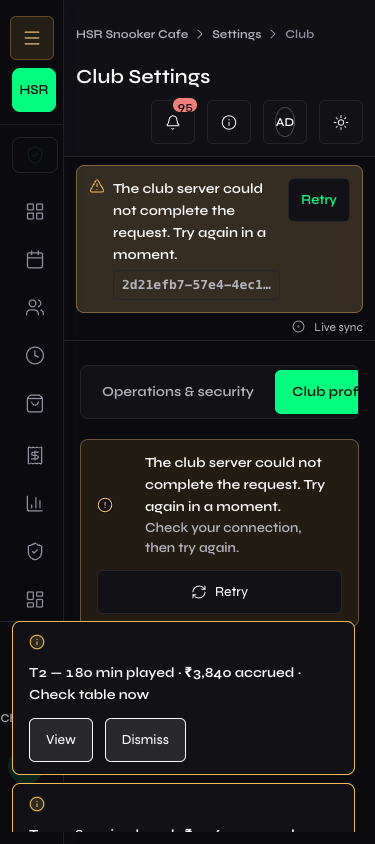 HSR Snooker Cafe > Settings > Club
HSR
Club Settings
95
AD
The club server could
not complete the
request. Try again in a
moment.
Retry
2d21efb7-57e4-4ec1…
Live sync
Operations & security
Club prof
The club server could not
complete the request. Try
again in a moment.
Check your connection,
then try again.
Retry
T2 — 180 min played · ₹3,840 accrued ·
Check table now
View
Dismiss